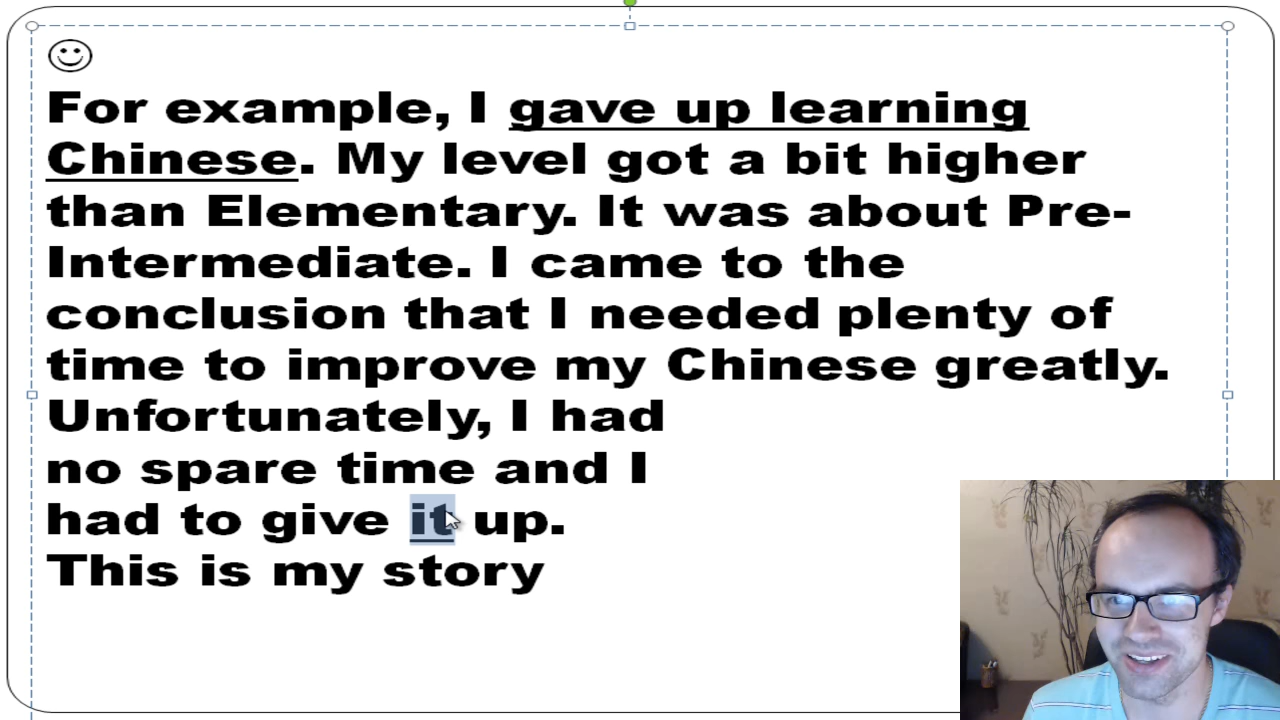 For example, I gave up learning
Chinese. My level got a bit higher
than Elementary. It was about Pre-
Intermediate. I came to the
conclusion that I needed plenty of
time to improve my Chinese greatly.
Unfortunately, I had
no spare time and I
had to give it up.
This is my story